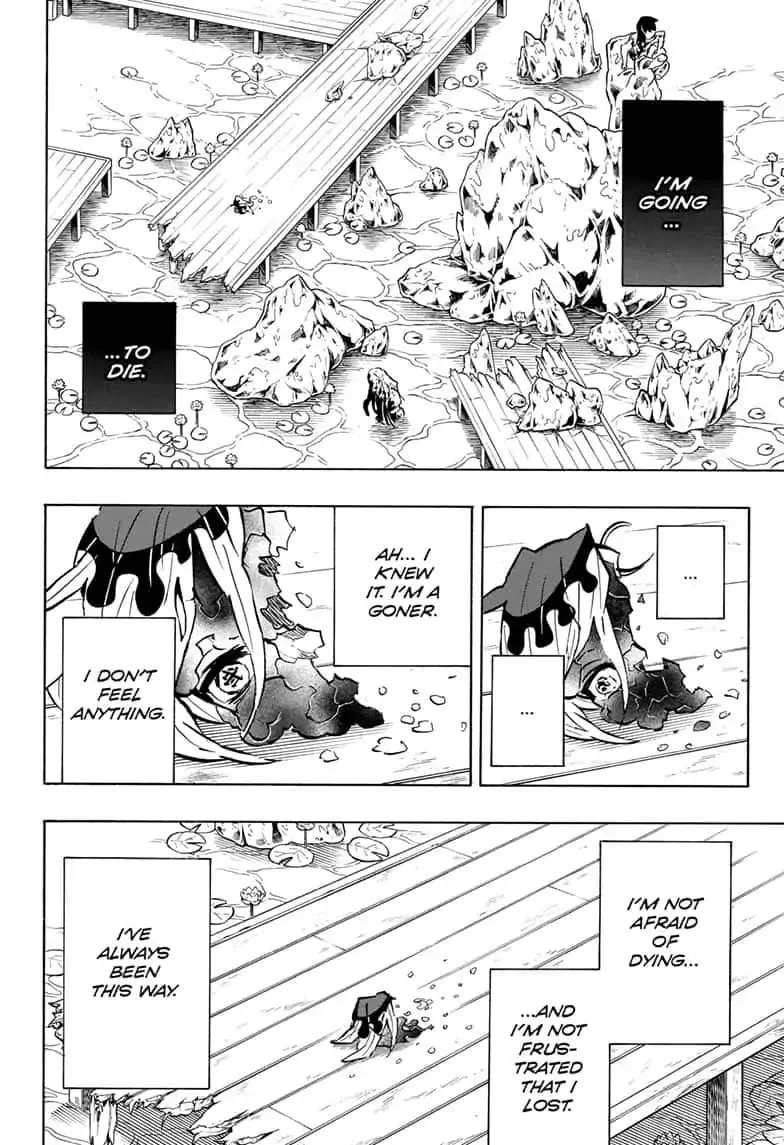 I'M
GOING
...
...TO
DIE.
...
...
AH... I
KNEW
IT. I'M A
GONER.
I DON'T
FEEL
ANYTHING.
I'M NOT
AFRAID
OF
DYING...
...AND
I'M NOT
FRUS-
TRATED
THAT I
LOST.
I'VE
ALWAYS
BEEN
THIS WAY.